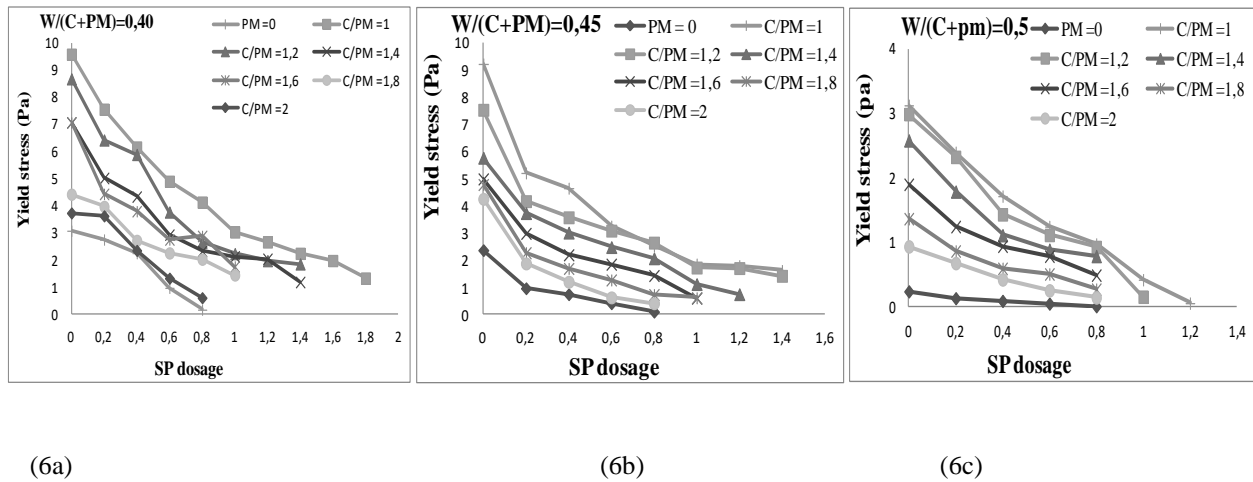 W/(C+PM)=0,40
PM =0
C/PM =1
C/PM =1,2
C/PM =1,4
C/PM =1,6
C/PM =1,8
C/PM =2
Yield stress (Pa)
10
9
8
7
6
5
4
3
2
1
0
0 0,2 0,4 0,6 0,8 1 1,2 1,4 1,6 1,8 2
SP dosage
W/(C+PM)=0,45
PM = 0
C/PM =1
C/PM =1,2
C/PM =1,4
C/PM =1,6
C/PM =1,8
C/PM =2
Yield stress (Pa)
10
9
8
7
6
5
4
3
2
1
0
0 0,2 0,4 0,6 0,8 1 1,2 1,4 1,6
SP dosage
W/(C+pm)=0,5
PM =0
C/PM =1
C/PM =1,2
C/PM =1,4
C/PM =1,6
C/PM =1,8
C/PM =2
Yield stress (pa)
4
3
2
1
0
0 0,2 0,4 0,6 0,8 1 1,2 1,4
SP dosage
(6a) (6b) (6c)